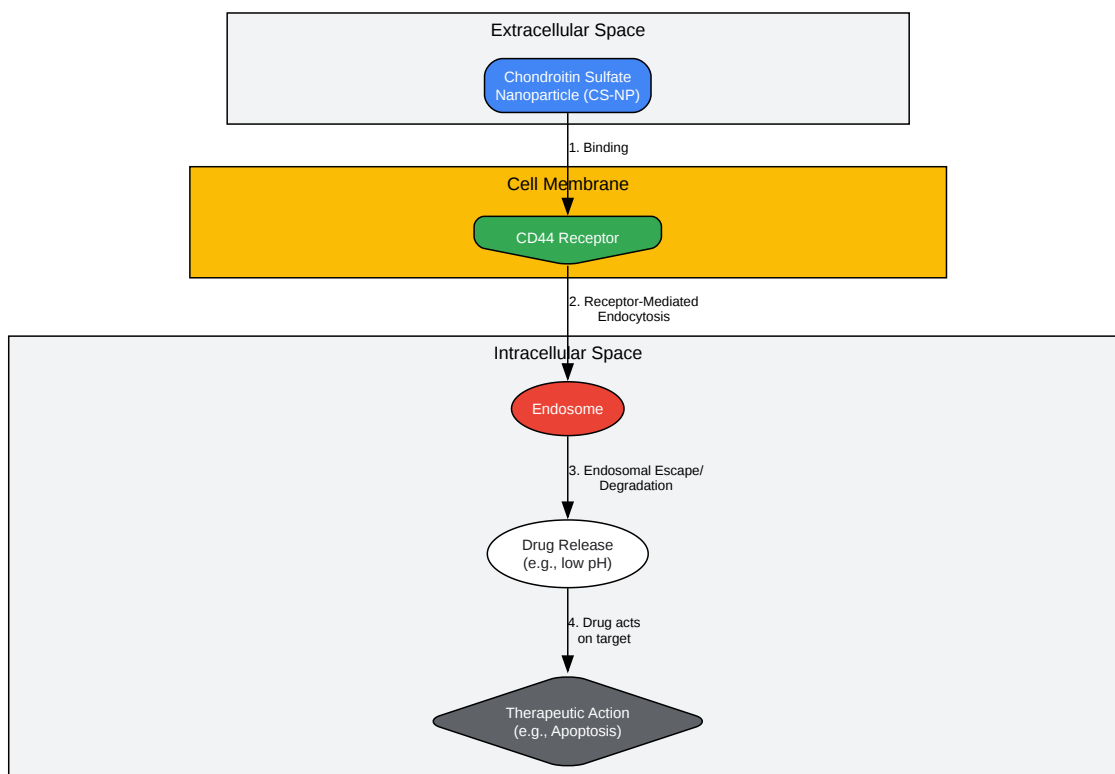 Extracellular Space
Chondroitin Sulfate
Nanoparticle (CS-NP)
1. Binding
Cell Membrane
CD44 Receptor
2. Receptor-Mediated
Endocytosis
Intracellular Space
Endosome
3. Endosomal Escape/
Degradation
Drug Release
(e.g., low pH)
4. Drug acts
on target
Therapeutic Action
(e.g., Apoptosis)